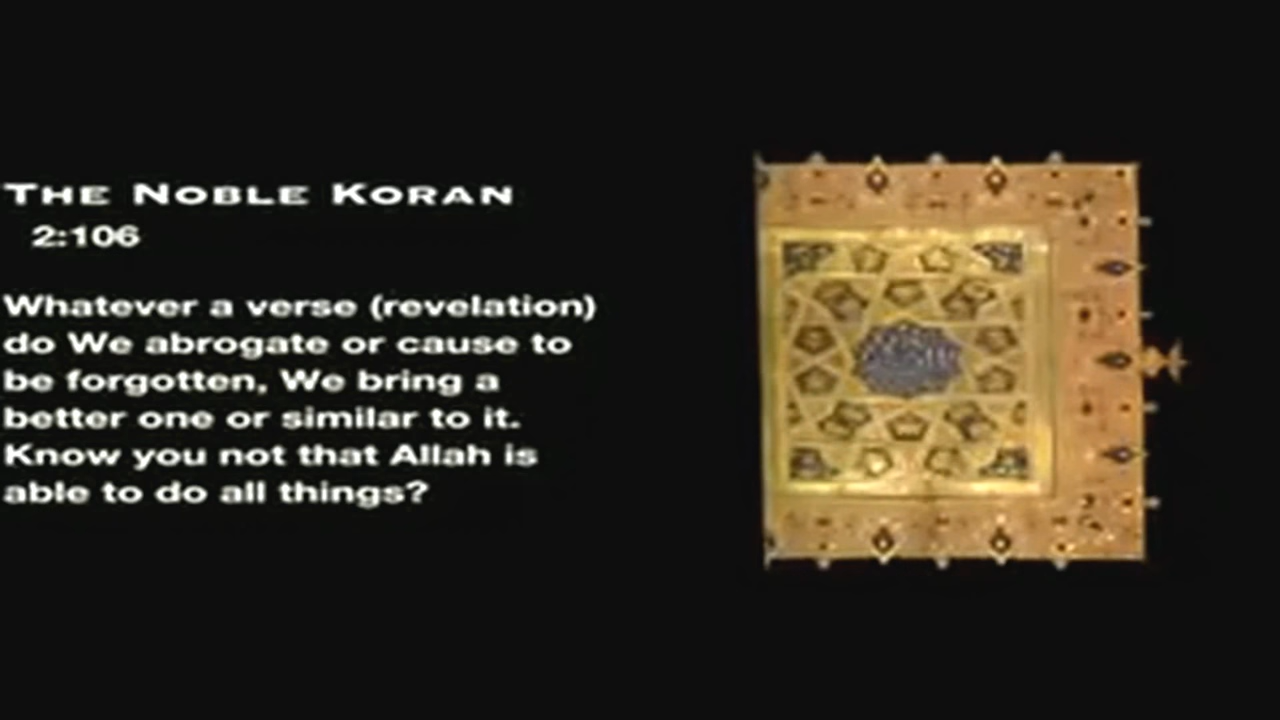 THE NOBLE KORAN
2:106
Whatever a verse (revelation)
do We abrogate or cause to
be forgotten, We bring a
better one or similar to it.
Know you not that Allah is
able to do all things?